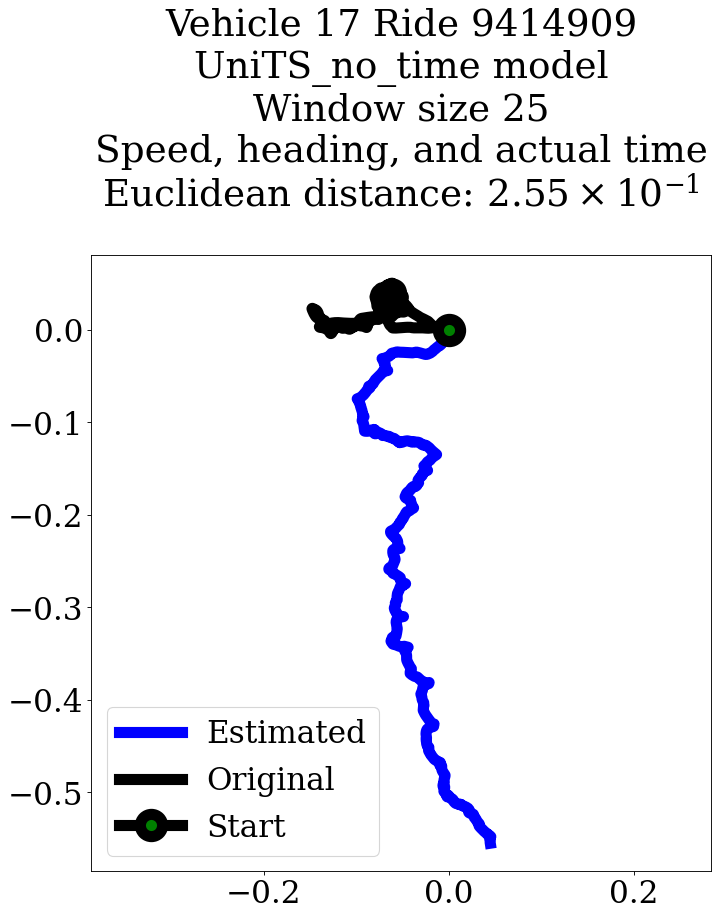 Vehicle 17 Ride 9414909
UniTS_no_time model
Window size 25
Speed, heading, and actual time
Euclidean distance: 2.55 × 10⁻¹
0.0
−0.1
−0.2
−0.3
−0.4
−0.5
Estimated
Original
Start
−0.2
0.0
0.2